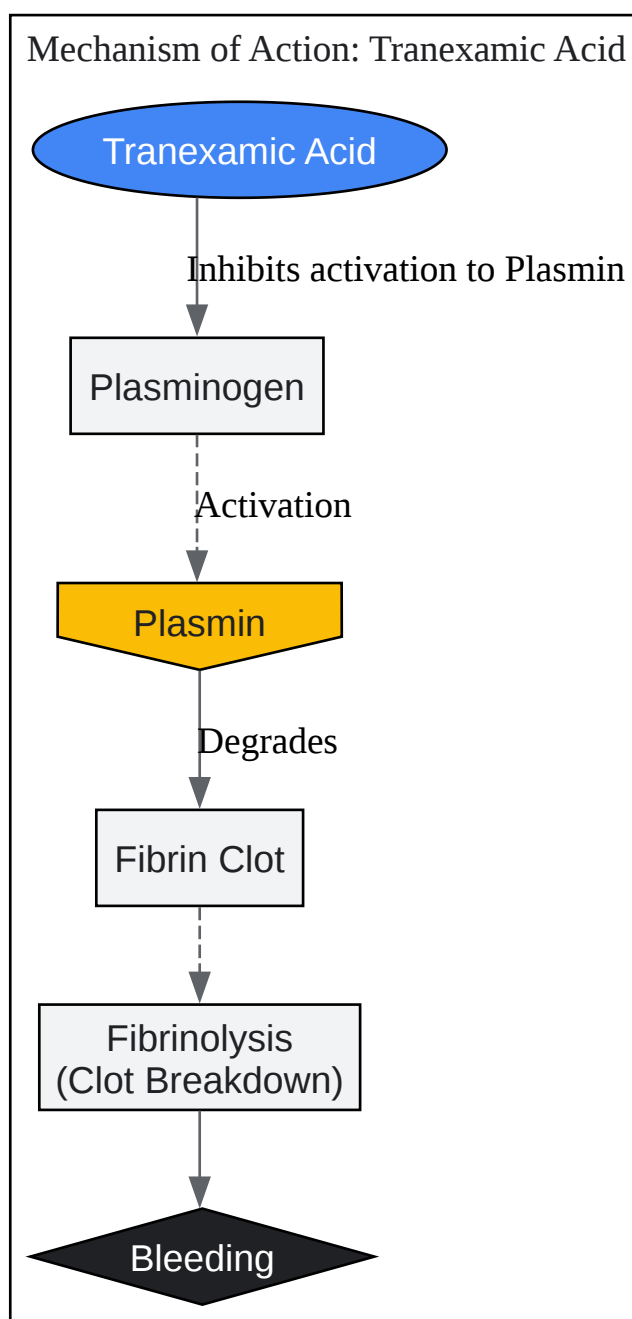 Mechanism of Action: Tranexamic Acid
Tranexamic Acid
Inhibits activation to Plasmin
Plasminogen
Activation
Plasmin
Degrades
Fibrin Clot
Fibrinolysis
(Clot Breakdown)
Bleeding